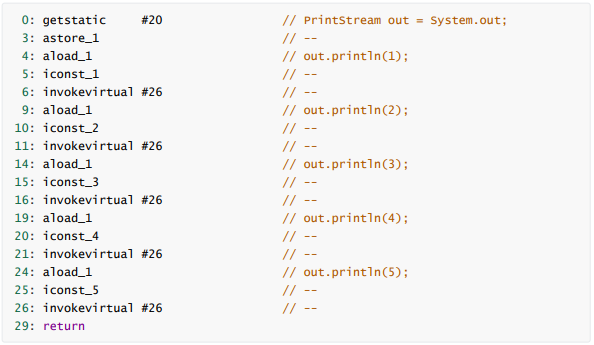 0: getstatic #20 // PrintStream out = System.out;
3: astore_1 // --
4: aload_1 // out.println(1);
5: iconst_1 // --
6: invokevirtual #26 // --
9: aload_1 // out.println(2);
10: iconst_2 // --
11: invokevirtual #26 // --
14: aload_1 // out.println(3);
15: iconst_3 // --
16: invokevirtual #26 // --
19: aload_1 // out.println(4);
20: iconst_4 // --
21: invokevirtual #26 // --
24: aload_1 // out.println(5);
25: iconst_5 // --
26: invokevirtual #26 // --
29: return